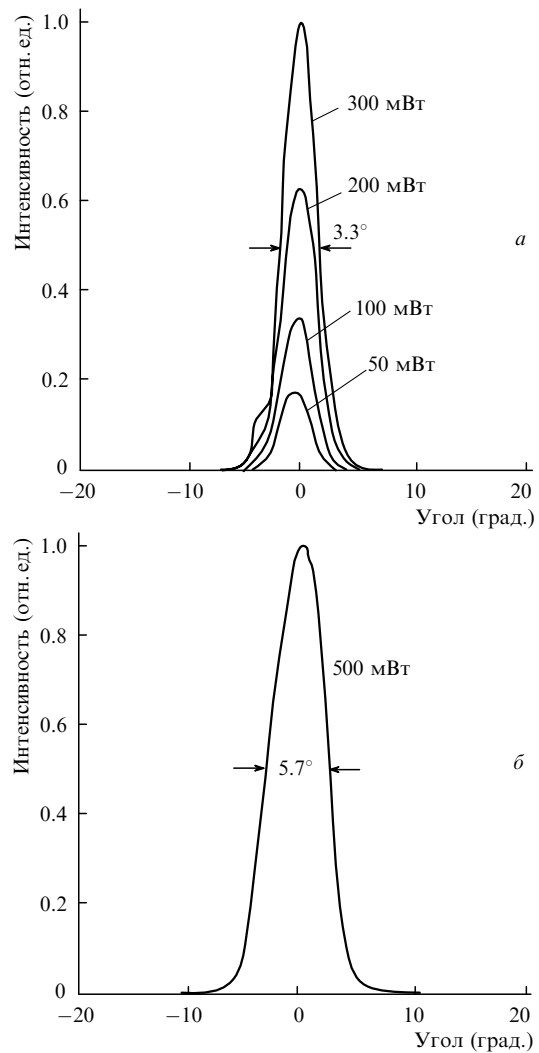 Интенсивность (отн. ед.)
1.0
0.8
0.6
0.4
0.2
0
300 мВт
200 мВт
3.3°
а
100 мВт
50 мВт
−20
−10
0
10
20
Угол (град.)
Интенсивность (отн. ед.)
1.0
0.8
0.6
0.4
0.2
0
500 мВт
5.7°
б
−20
−10
0
10
20
Угол (град.)